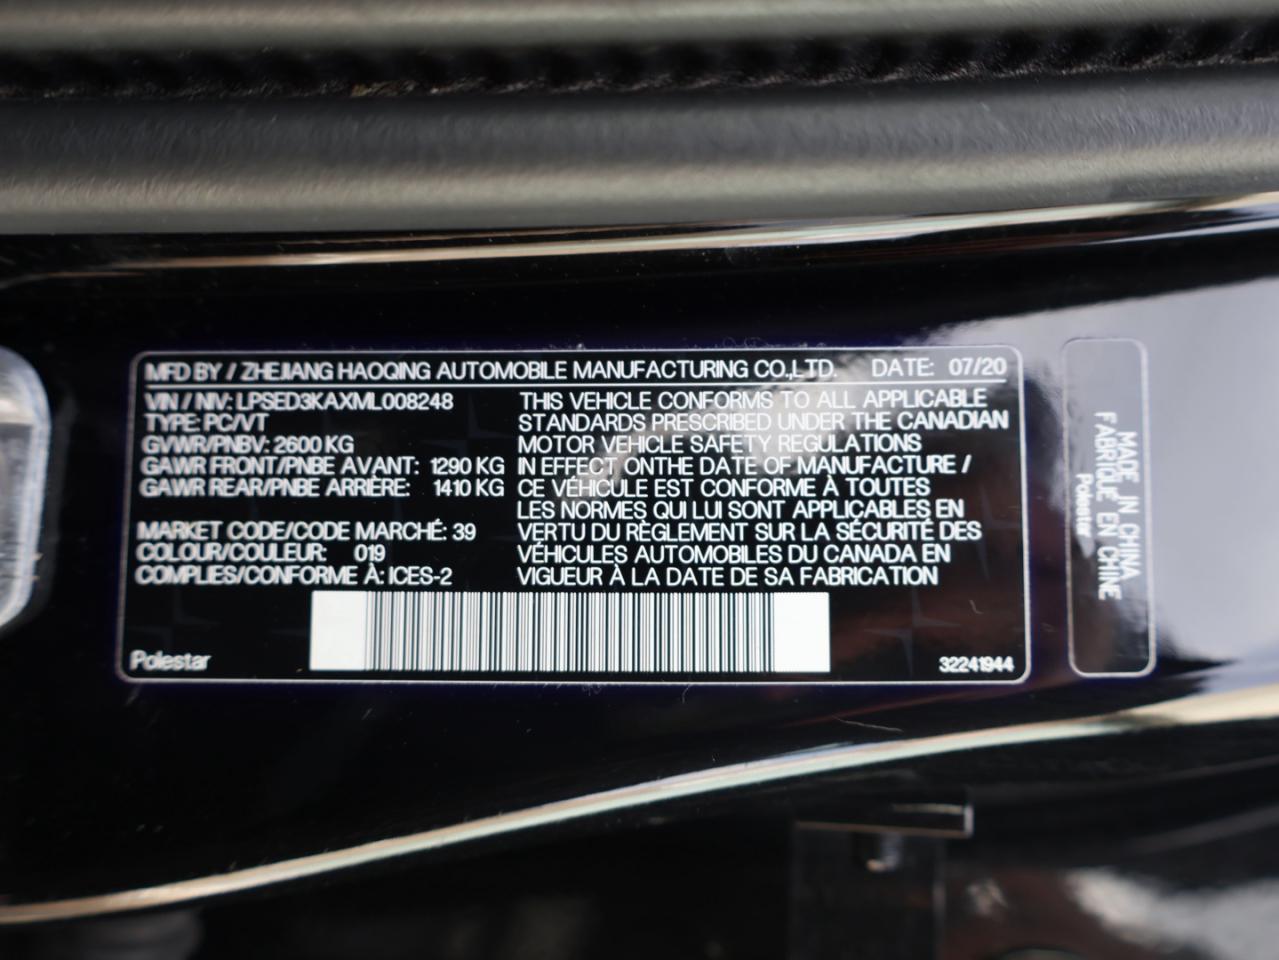 MFD BY / ZHEJIANG HAOQING AUTOMOBILE MANUFACTURING CO.,LTD. DATE: 07/20
VIN / NIV: LPSED3KAXML008248
TYPE: PC/VT
GVWR/PNBV: 2600 KG
GAWR FRONT/PNBE AVANT: 1290 KG
GAWR REAR/PNBE ARRIÈRE: 1410 KG
MARKET CODE/CODE MARCHÉ: 39
COLOUR/COULEUR: 019
COMPLIES/CONFORME À: ICES-2
THIS VEHICLE CONFORMS TO ALL APPLICABLE
STANDARDS PRESCRIBED UNDER THE CANADIAN
MOTOR VEHICLE SAFETY REGULATIONS
IN EFFECT ONTHE DATE OF MANUFACTURE /
CE VÉHICULE EST CONFORME À TOUTES
LES NORMES QUI LUI SONT APPLICABLES EN
VERTU DU RÈGLEMENT SUR LA SÉCURITÉ DES
VÉHICULES AUTOMOBILES DU CANADA EN
VIGUEUR À LA DATE DE SA FABRICATION
Polestar
32241944
MADE IN CHINA
FABRIQUÉ EN CHINE
Polestar